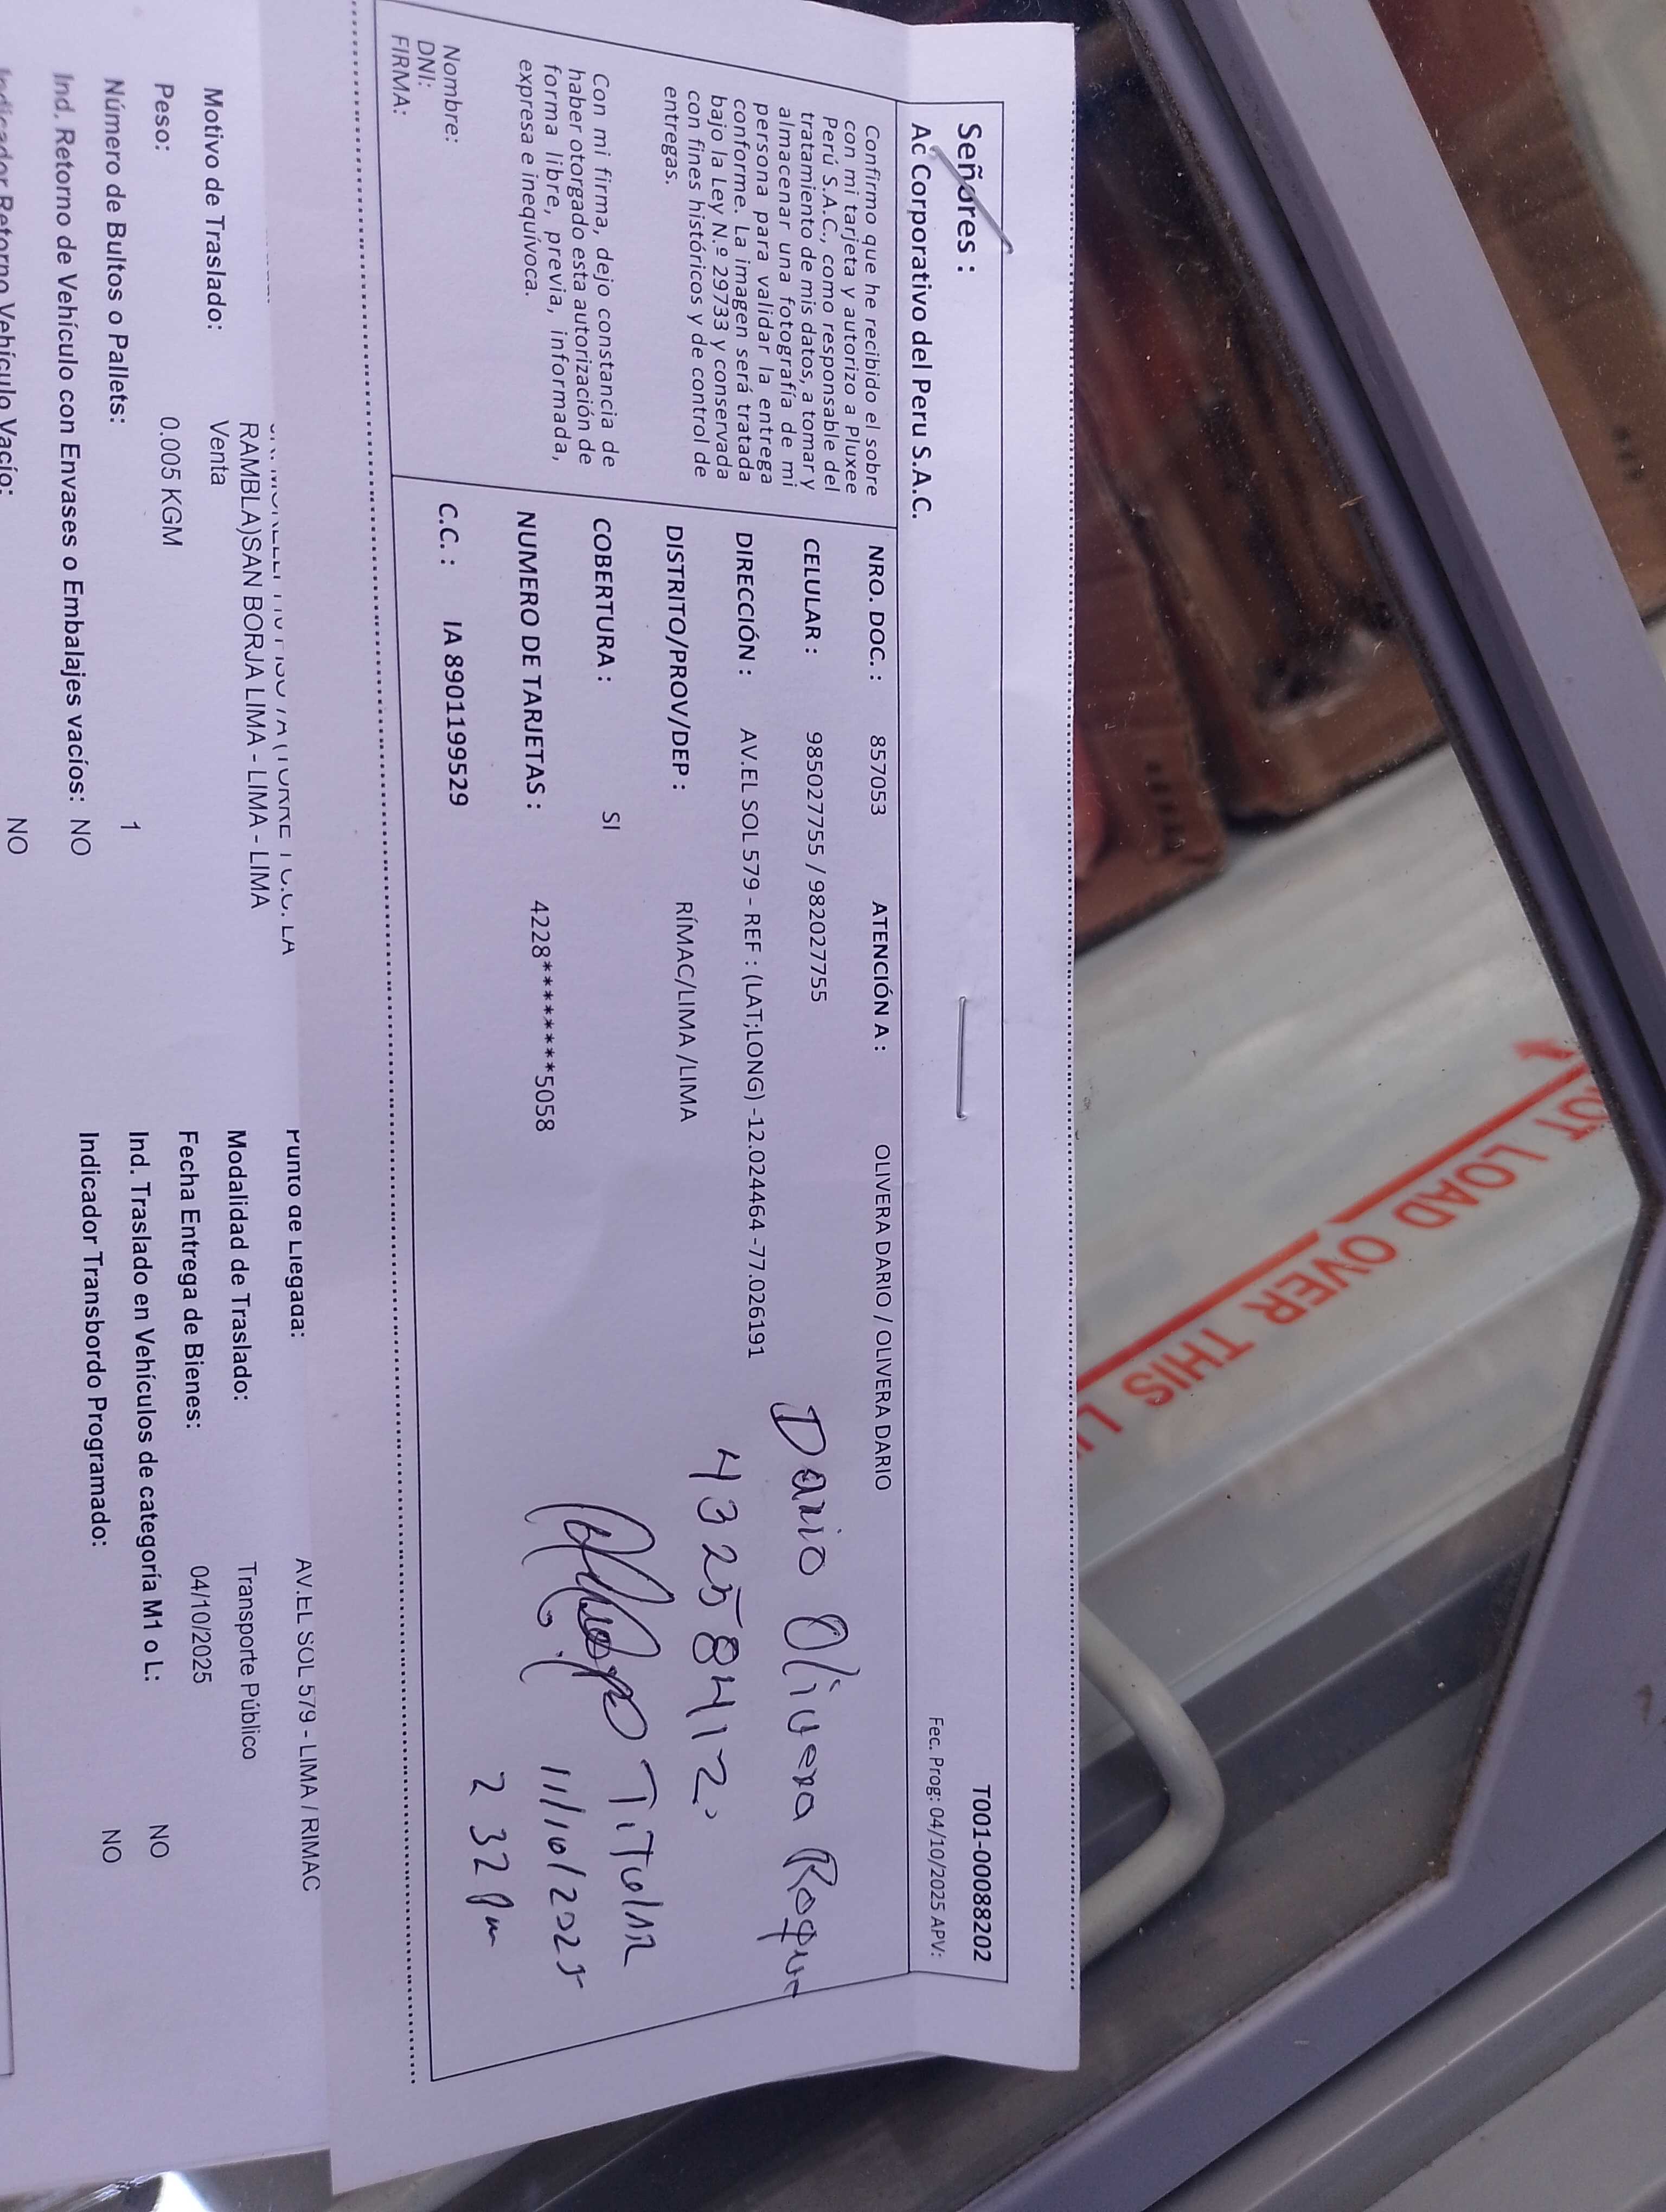 Señores :
T001-00088202
Ac Corporativo del Peru S.A.C.
Fec. Prog: 04/10/2025 APV:
Confirmo que he recibido el sobre
con mi tarjeta y autorizo a Pluxee
Perú S.A.C., como responsable del
tratamiento de mis datos, a tomar y
almacenar una fotografía de mi
persona para validar la entrega
conforme. La imagen será tratada
bajo la Ley N.º 29733 y conservada
con fines históricos y de control de
entregas.
Con mi firma, dejo constancia de
haber otorgado esta autorización de
forma libre, previa, informada,
expresa e inequívoca.
Nombre:
DNI:
FIRMA:
NRO. DOC. : 857053 ATENCIÓN A : OLIVERA DARIO / OLIVERA DARIO
CELULAR : 985027755 / 982027755
DIRECCIÓN : AV.EL SOL 579 - REF : (LAT;LONG) -12.024464 -77.026191
DISTRITO/PROV/DEP : RÍMAC/LIMA /LIMA
COBERTURA : SI
NUMERO DE TARJETAS : 4228*********5058
C.C. : IA 8901199529
Dario Olivera Roque
43258412
TiTulAR
11/10/2025
2 32 Pm
Punto de Llegada: AV.EL SOL 579 - LIMA / RIMAC
RAMBLA)SAN BORJA LIMA - LIMA - LIMA
Motivo de Traslado: Venta Modalidad de Traslado: Transporte Público
Peso: 0.005 KGM Fecha Entrega de Bienes: 04/10/2025
Número de Bultos o Pallets: 1 Ind. Traslado en Vehículos de categoría M1 o L: NO
Ind. Retorno de Vehículo con Envases o Embalajes vacíos: NO Indicador Transbordo Programado: NO
Indicador Retorno Vehículo Vacío: NO
LOAD OVER THIS